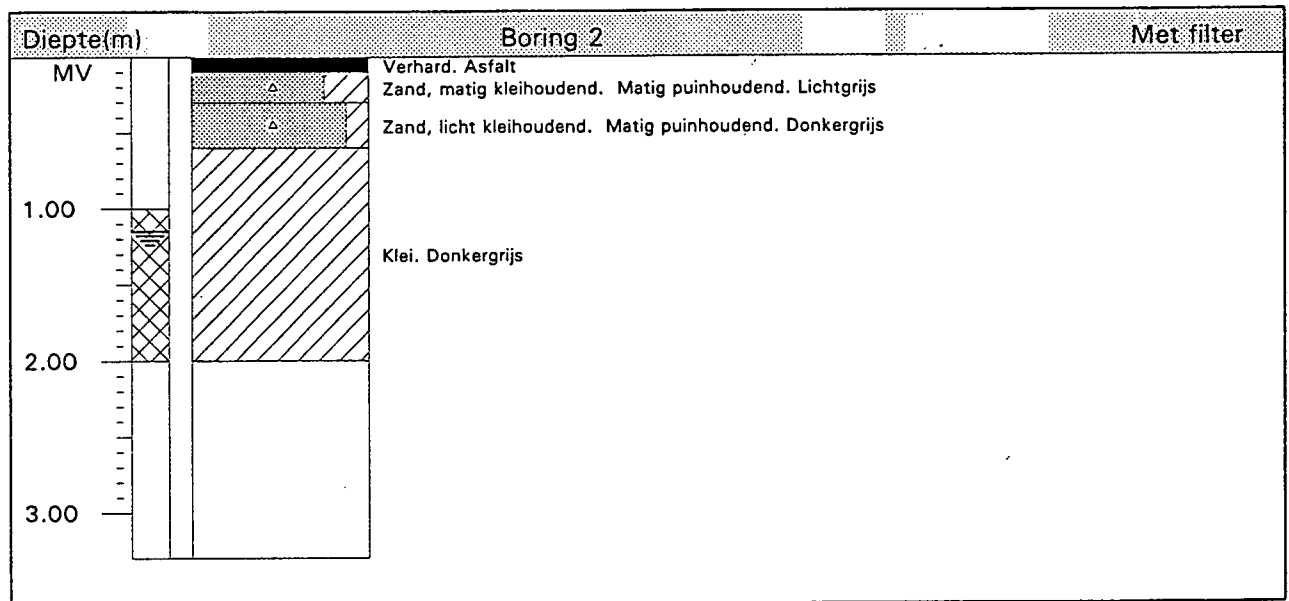 Diepte(m) Boring 2 Met filter
MV
Verhard. Asfalt
Zand, matig kleihoudend. Matig puinhoudend. Lichtgrijs
Zand, licht kleihoudend. Matig puinhoudend. Donkergrijs
1.00
Klei. Donkergrijs
2.00
3.00